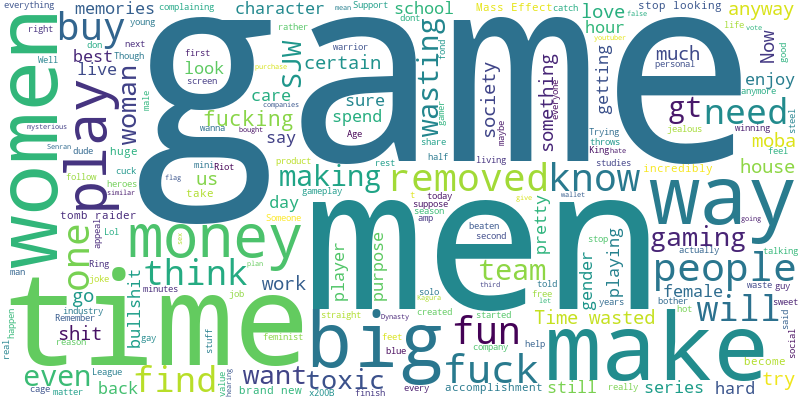 everything
memories
complaining
character
Support
school
Mass Effect
catch
stop looking
false
anyway
right
young
mean
dont
love
youtuber
life
vote
don
next
buy
first
rather
certain
fond
hour
Now
good
Well
Though
best
look
screen
warrior
wasting
getting
much
personal
enjoy
live
SJW
care
purchase
sure
society
something
everyone
anymore
women
play
woman
game
companies
Age
spend
gamer
maybe
gt
need
steel
mysterious
male
fucking
wanna
bought
share
Trying
throws
jealous
winning
moba
Senran
dude
huge
mini
Riot
say
half
King
hate
feel
cuck
us
product
rest
living
studies
incredibly
house
follow
flag
take
gameplay
making
removed
know
heroes
similar
day
t
today
suppose
season
amp
men
way
tomb raider
Someone
give
wallet
going
one
appeal
Lol
money
beaten
second
pretty
stop
gaming
actually
talking
man
Ring
joke
think
son
plan
player
purpose
solo
team
told
gender
playing
people
go
minutes
work
third
free
let
years
female
waste
guy
real
happen
industry
Remember
bullshit
job
Kagura
created
started
bother
hot
will
sweet
said
social
time
shit
reason
gay
stuff
feminist
straight
Dynasty
feet
big
blue
fun
company
Time wasted
make
become
even
League
find
value
hearing
want
toxic
fuck
help
try
cage
matter
back
brand new
x200B
finish
every
accomplishment
still
really
series
hard